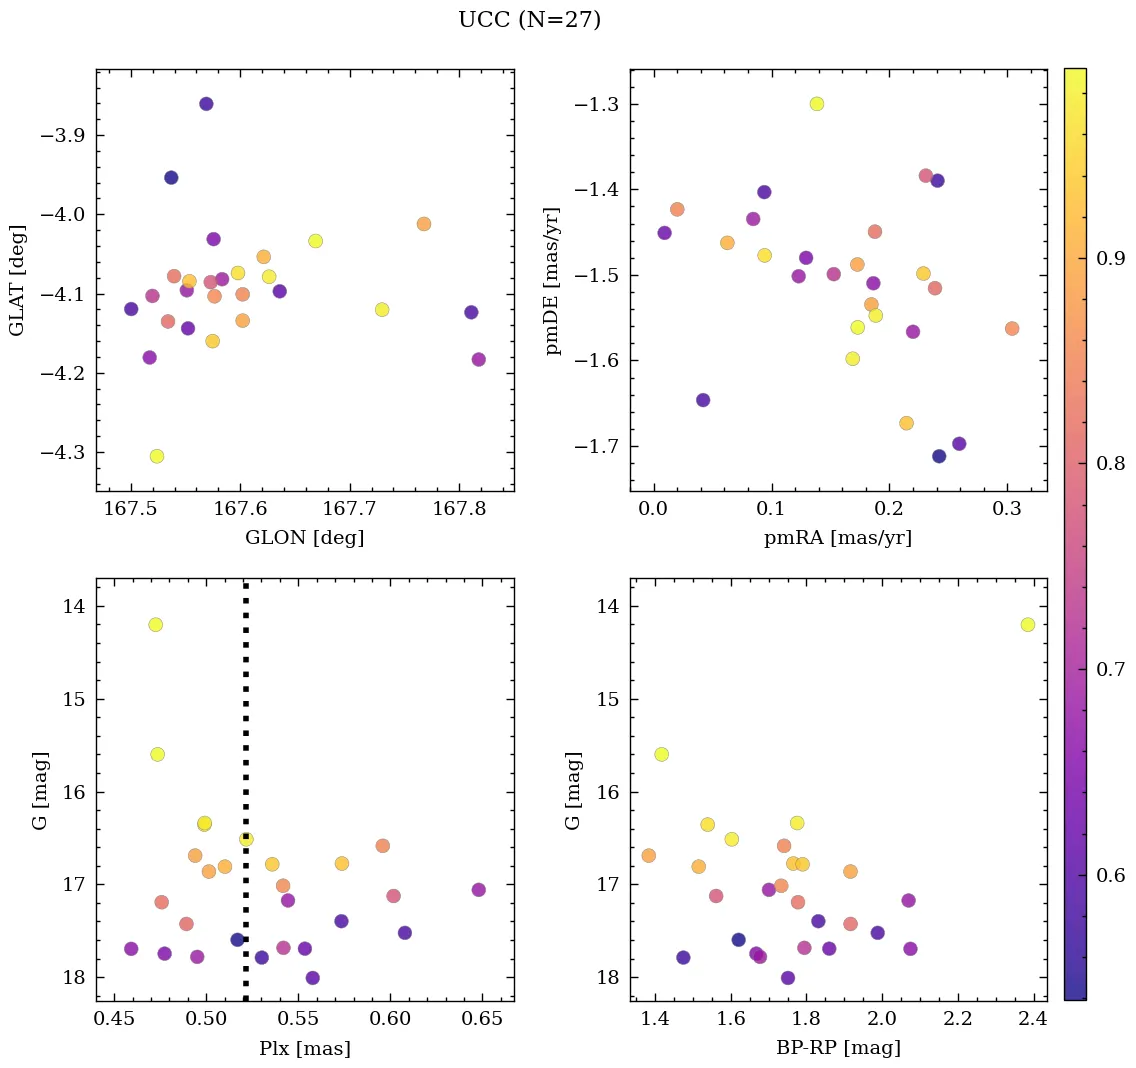 UCC (N=27)
−3.9
−4.0
−4.1
−4.2
−4.3
GLAT [deg]
167.5 167.6 167.7 167.8
GLON [deg]
−1.3
−1.4
−1.5
−1.6
−1.7
pmDE [mas/yr]
0.0 0.1 0.2 0.3
pmRA [mas/yr]
14
15
16
17
18
G [mag]
0.45 0.50 0.55 0.60 0.65
Plx [mas]
14
15
16
17
18
G [mag]
1.4 1.6 1.8 2.0 2.2 2.4
BP-RP [mag]
0.9
0.8
0.7
0.6